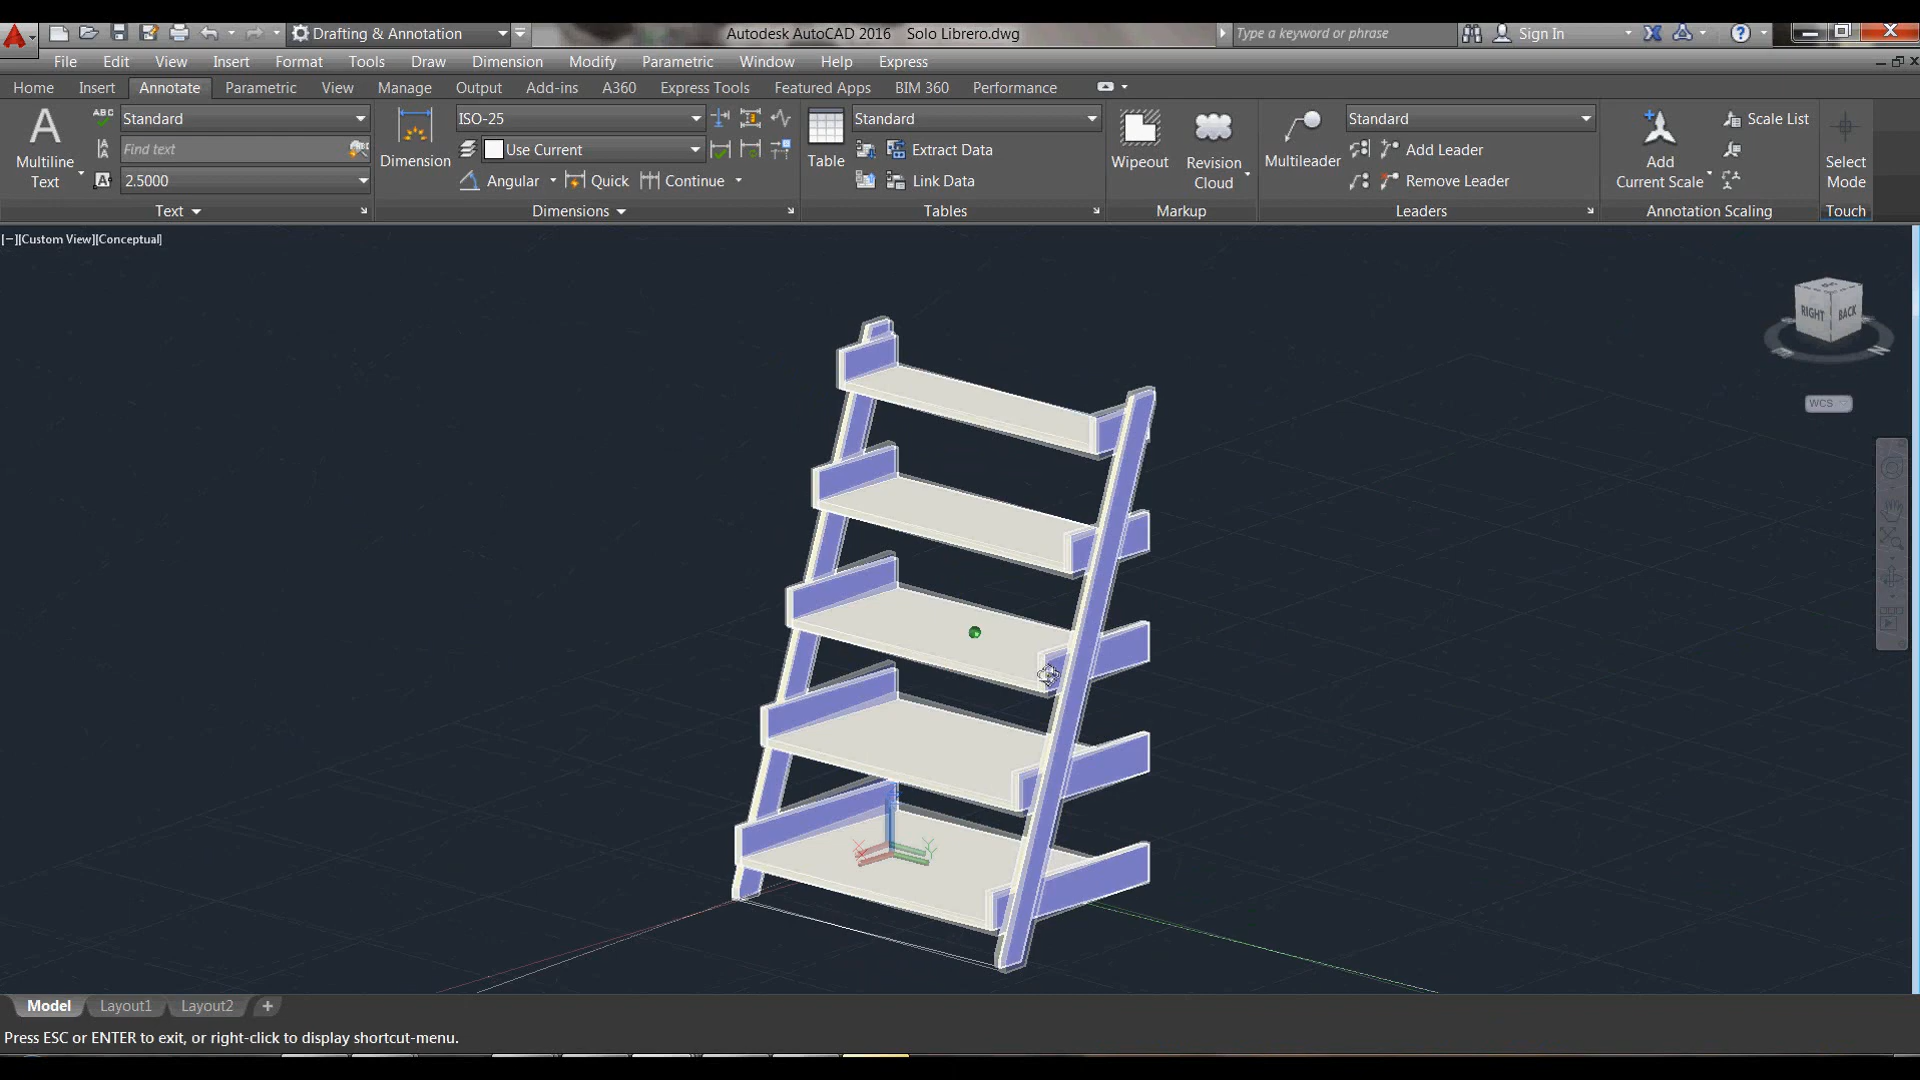 Drafting & Annotation Autodesk AutoCAD 2016 Solo Librero.dwg Type a keyword or phrase Sign In
File Edit View Insert Format Tools Draw Dimension Modify Parametric Window Help Express
Home Insert Annotate Parametric View Manage Output Add-ins A360 Express Tools Featured Apps BIM 360 Performance
A Multiline Text
ABC Standard
Find text
2.5000
Text
Dimension
ISO-25
Use Current
Angular Quick Continue
Dimensions
Table
Standard
Extract Data
Link Data
Tables
Wipeout
Revision Cloud
Markup
Multileader
Standard
Add Leader
Remove Leader
Leaders
Add Current Scale
Scale List
Annotation Scaling
Select Mode
Touch
[−][Custom View][Conceptual]
RIGHT BACK
WCS
X Y
Model Layout1 Layout2 +
Press ESC or ENTER to exit, or right-click to display shortcut-menu.